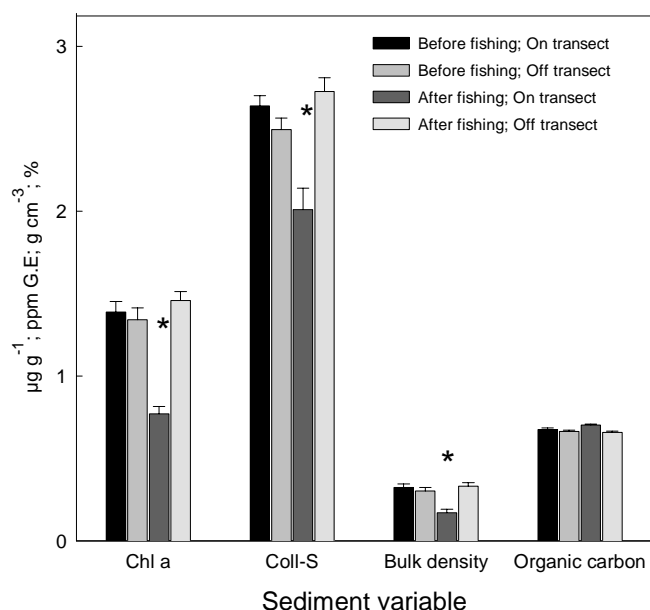 3
2
1
0
µg g⁻¹; ppm G.E; g cm⁻³; %
Before fishing; On transect
Before fishing; Off transect
After fishing; On transect
After fishing; Off transect
*
*
*
Chl a
Coll-S
Bulk density
Organic carbon
Sediment variable